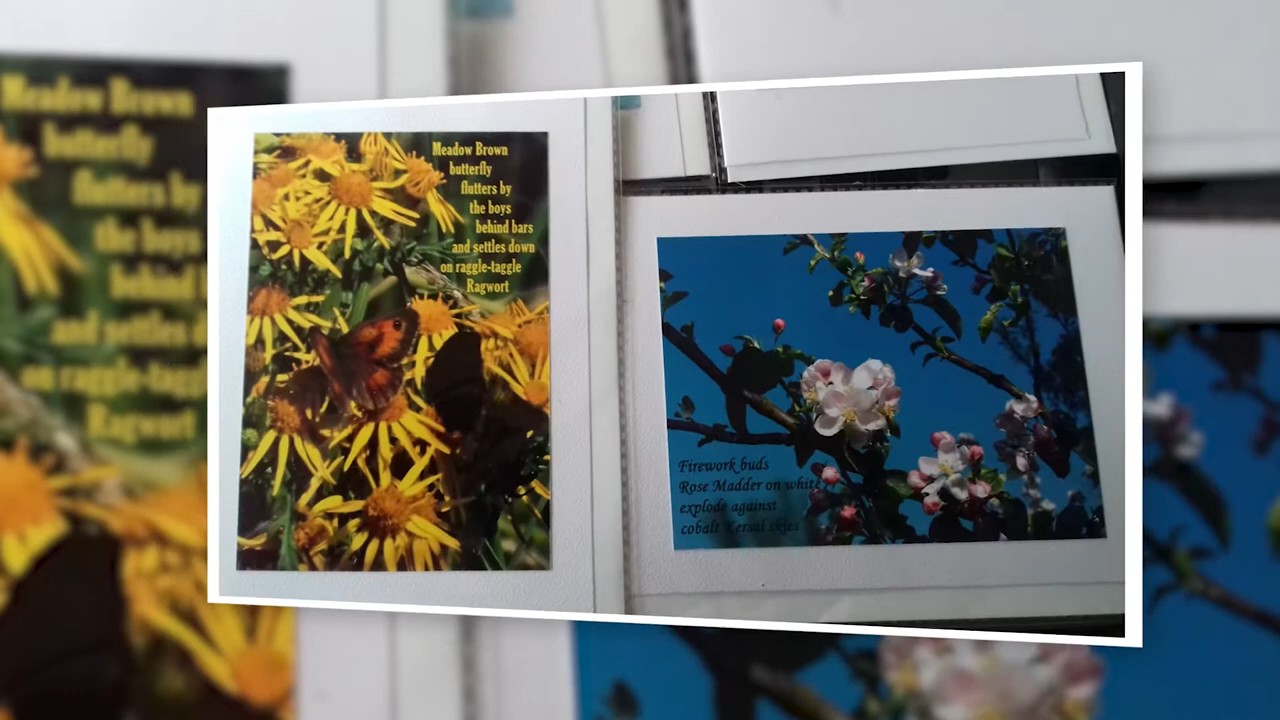 Meadow Brown
butterfly
flutters by
the boys
behind bars
and settles down
on raggle-taggle
Ragwort
Firework buds
Rose Madder on white
explode against
cobalt Kersal skies